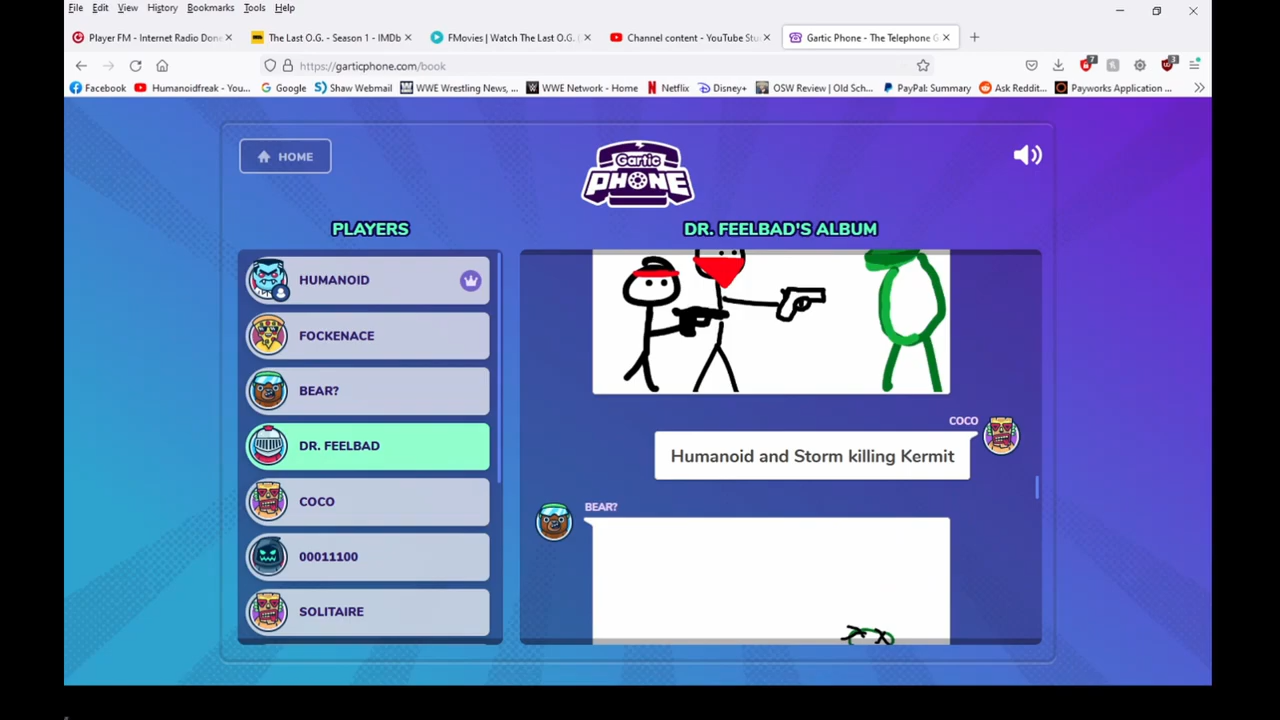 File Edit View History Bookmarks Tools Help
Player FM - Internet Radio Done
The Last O.G. - Season 1 - IMDb
FMovies | Watch The Last O.G. (
Channel content - YouTube Stu
Gartic Phone - The Telephone G
https://garticphone.com/book
7
3
Facebook
Humanoidfreak - You...
Google
Shaw Webmail
WWE Wrestling News, ...
WWE Network - Home
Netflix
Disney+
OSW Review | Old Sch...
PayPal: Summary
Ask Reddit...
Payworks Application ...
HOME
Gartic
PHONE
PLAYERS
DR. FEELBAD'S ALBUM
HUMANOID
FOCKENACE
BEAR?
DR. FEELBAD
COCO
00011100
SOLITAIRE
COCO
Humanoid and Storm killing Kermit
BEAR?